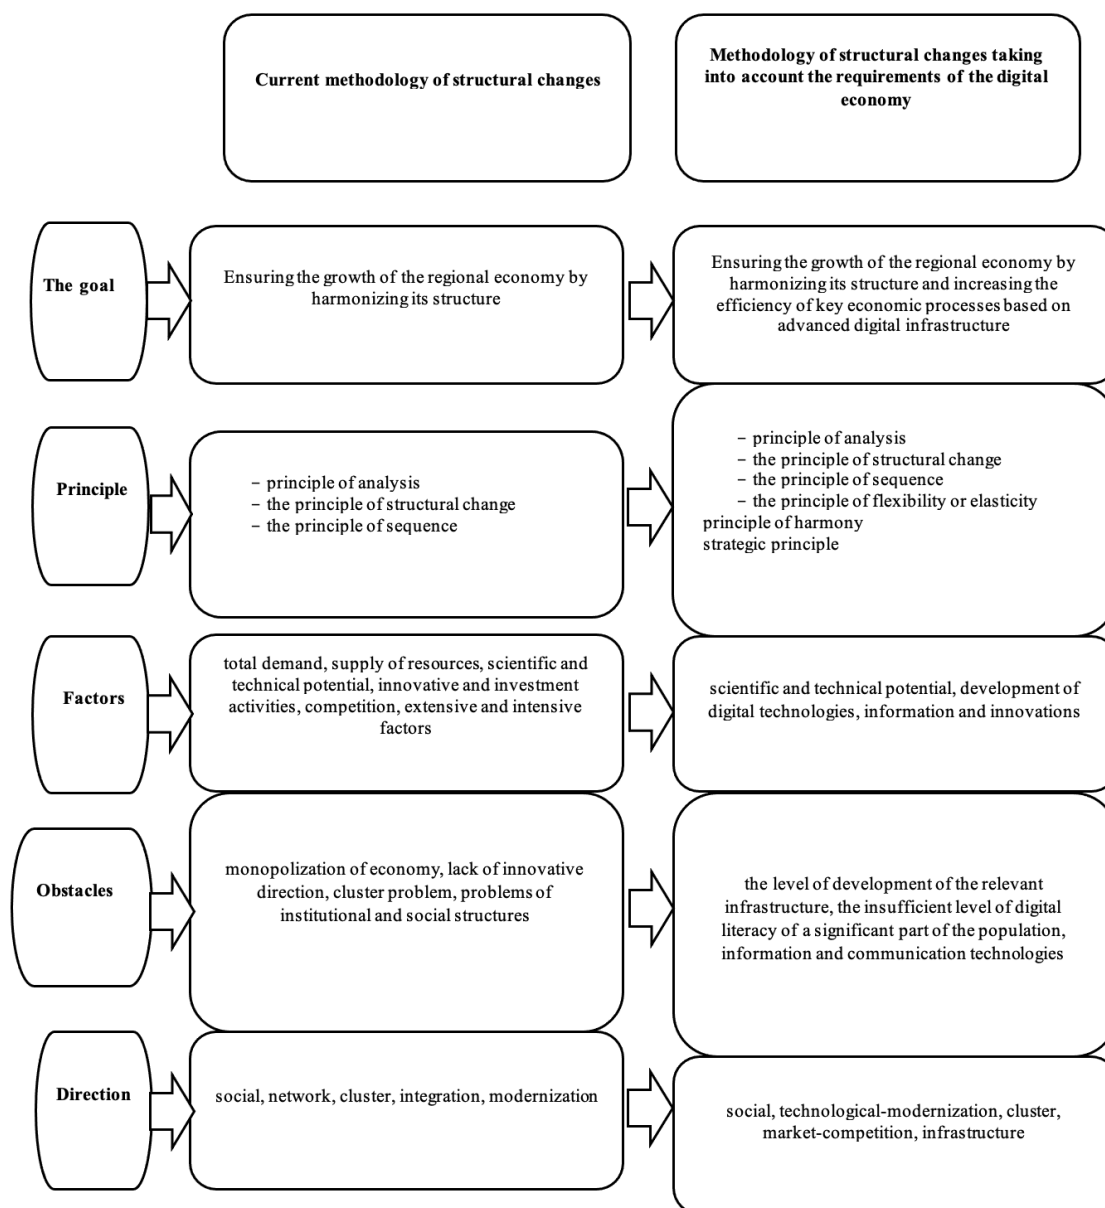 Current methodology of structural changes
Methodology of structural changes taking
into account the requirements of the digital
economy
The goal
Ensuring the growth of the regional economy by
harmonizing its structure
Ensuring the growth of the regional economy by
harmonizing its structure and increasing the
efficiency of key economic processes based on
advanced digital infrastructure
Principle
– principle of analysis
– the principle of structural change
– the principle of sequence
– principle of analysis
– the principle of structural change
– the principle of sequence
– the principle of flexibility or elasticity
principle of harmony
strategic principle
Factors
total demand, supply of resources, scientific and
technical potential, innovative and investment
activities, competition, extensive and intensive
factors
scientific and technical potential, development of
digital technologies, information and innovations
Obstacles
monopolization of economy, lack of innovative
direction, cluster problem, problems of
institutional and social structures
the level of development of the relevant
infrastructure, the insufficient level of digital
literacy of a significant part of the population,
information and communication technologies
Direction
social, network, cluster, integration, modernization
social, technological-modernization, cluster,
market-competition, infrastructure